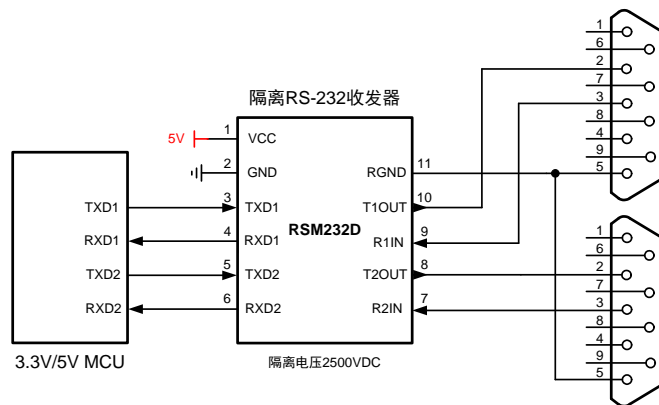 1
6
2
7
3
8
4
9
5
隔离RS-232收发器
5V
1
VCC
2
GND
RGND
11
TXD1
3
TXD1
T1OUT
10
RXD1
4
RXD1
RSM232D
R1IN
9
TXD2
5
TXD2
T2OUT
8
RXD2
6
RXD2
R2IN
7
3.3V/5V MCU
隔离电压2500VDC
1
6
2
7
3
8
4
9
5